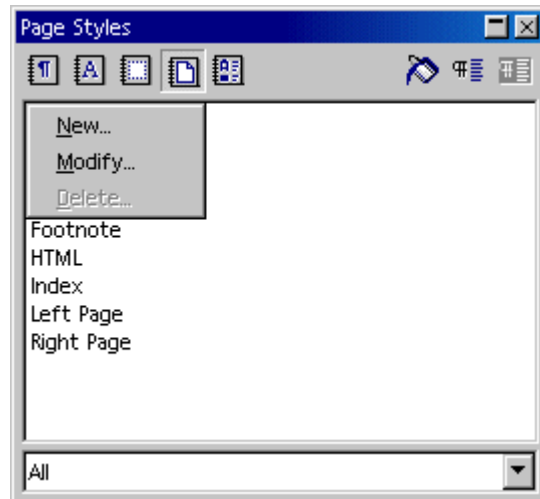 Page Styles
New...
Modify...
Delete...
Footnote
HTML
Index
Left Page
Right Page
All